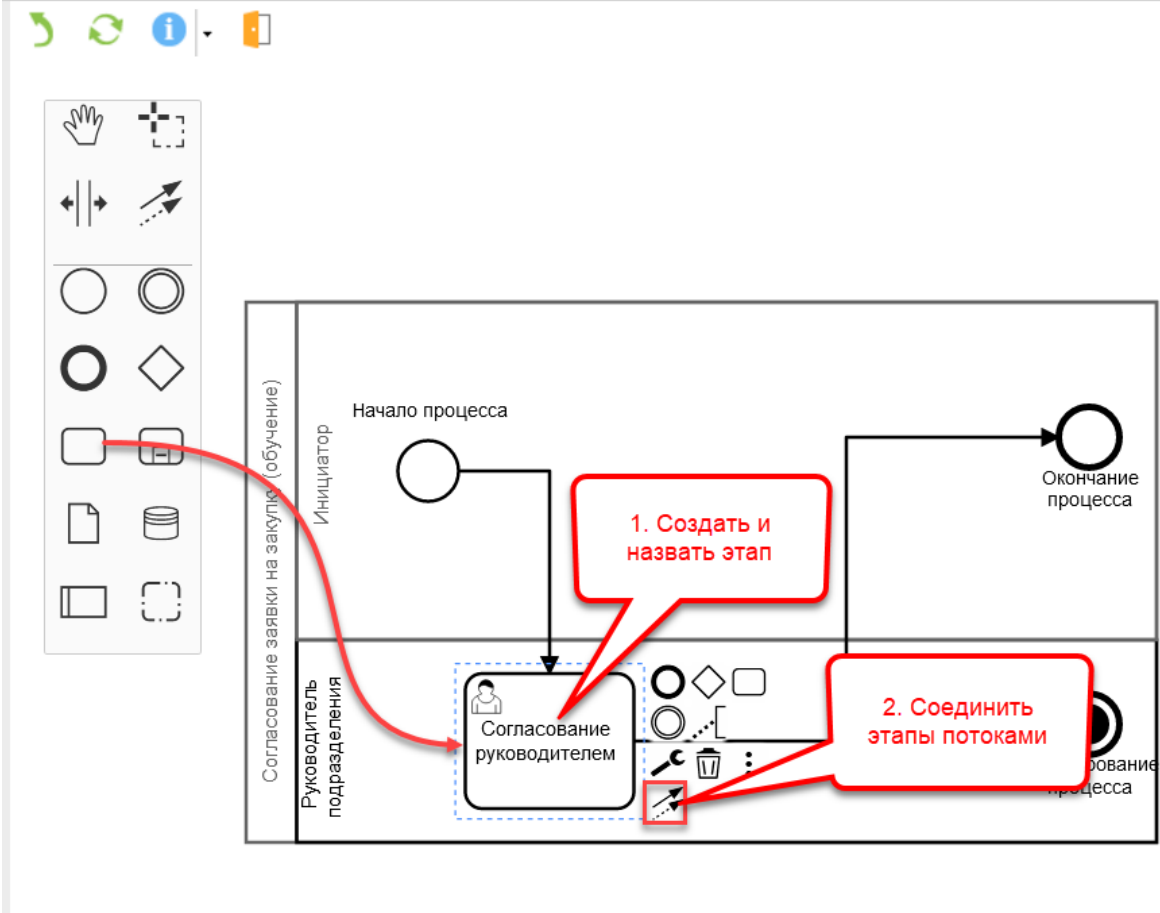 Начало процесса
Окончание
процесса
1. Создать и
назвать этап
Согласование заявки на закупку (обучение)
Инициатор
Руководитель
подразделения
Согласование
руководителем
2. Соединить
этапы потоками
процесса